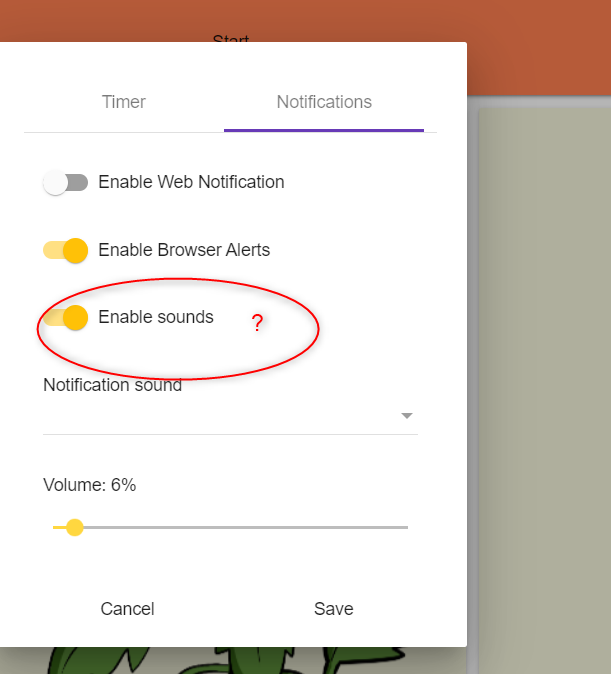 Start
Timer
Notifications
Enable Web Notification
Enable Browser Alerts
Enable sounds ?
Notification sound
Volume: 6%
Cancel
Save